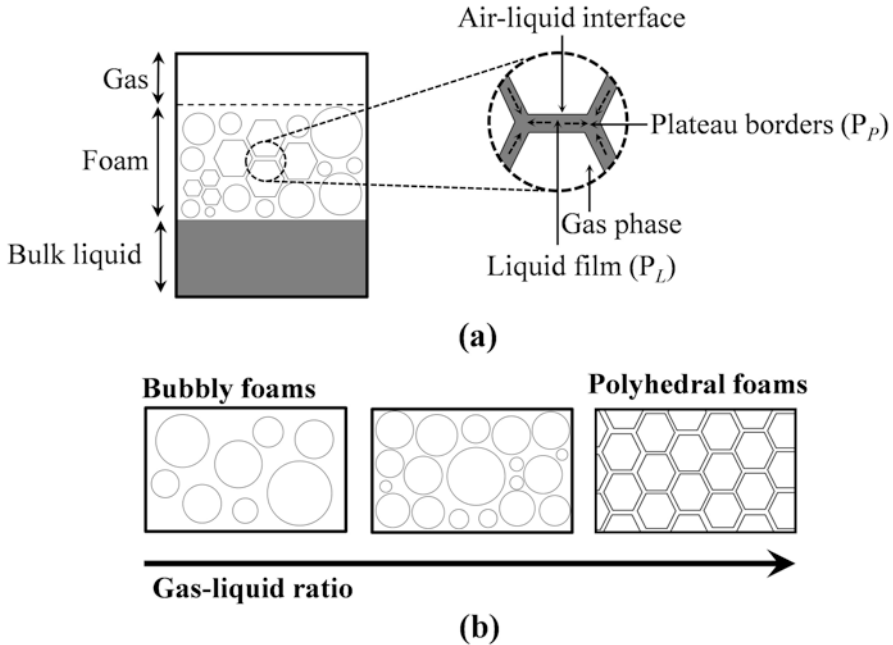 Air-liquid interface
Gas
Foam
Plateau borders (P_P)
Gas phase
Bulk liquid
Liquid film (P_L)
(a)
Bubbly foams
Polyhedral foams
Gas-liquid ratio
(b)